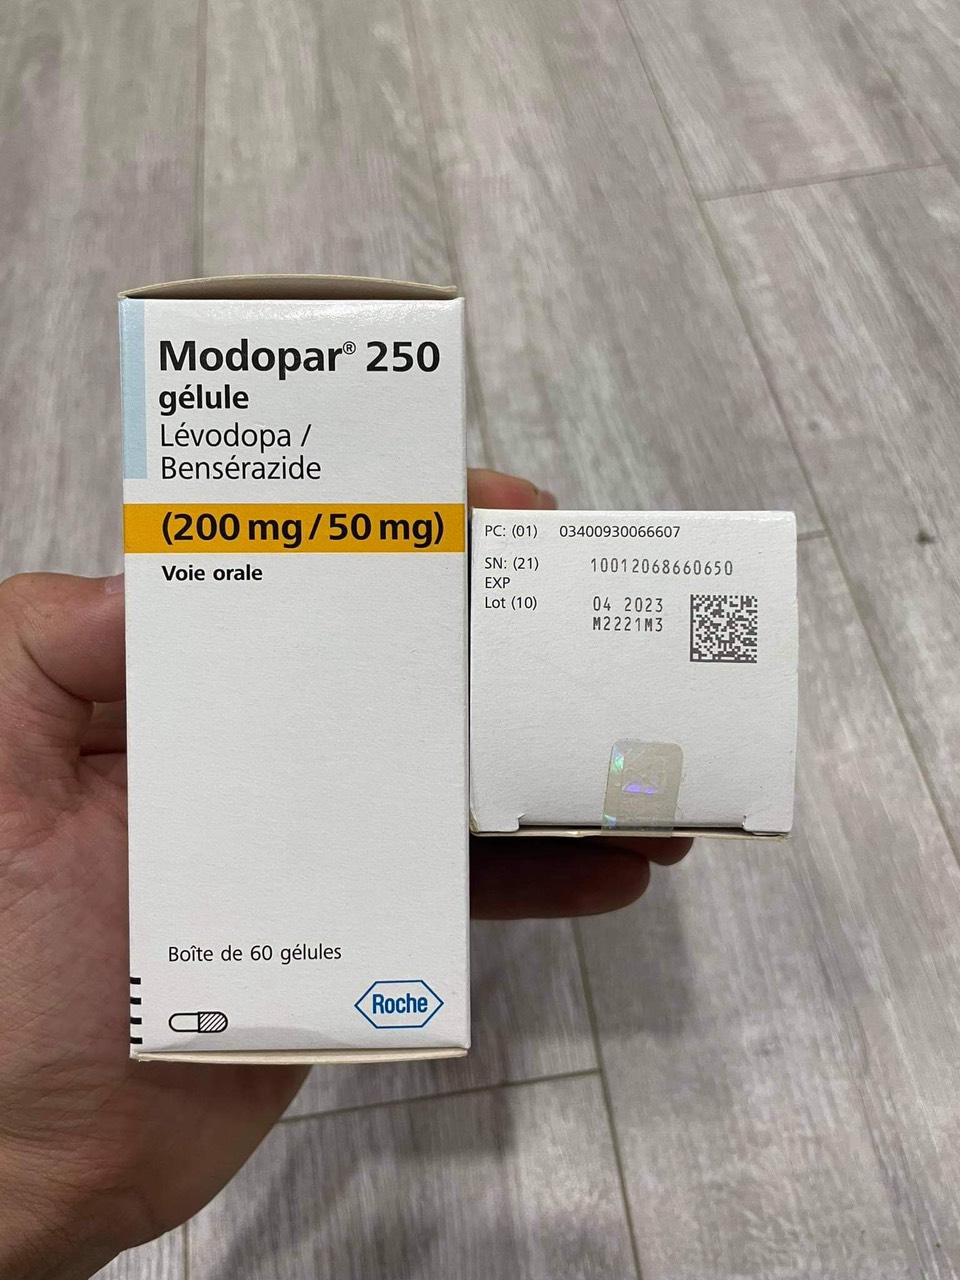 Modopar® 250
gélule
Lévodopa /
Bensérazide
(200 mg / 50 mg)
Voie orale
Boîte de 60 gélules
Roche
PC: (01) 03400930066607
SN: (21) 10012068660650
EXP
Lot (10) 04 2023
M2221M3